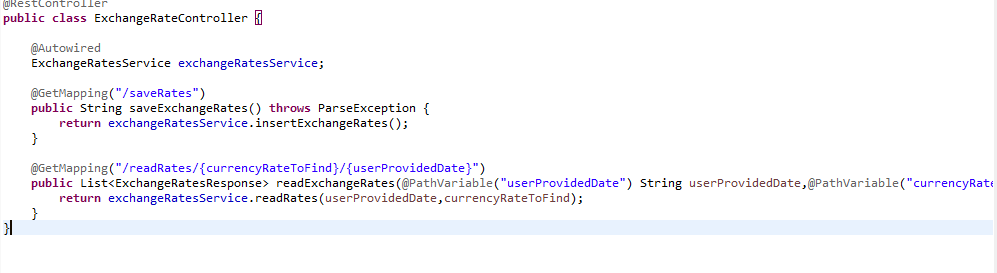 @RestController
public class ExchangeRateController {
@Autowired
ExchangeRatesService exchangeRatesService;
@GetMapping("/saveRates")
public String saveExchangeRates() throws ParseException {
return exchangeRatesService.insertExchangeRates();
}
@GetMapping("/readRates/{currencyRateToFind}/{userProvidedDate}")
public List<ExchangeRatesResponse> readExchangeRates(@PathVariable("userProvidedDate") String userProvidedDate,@PathVariable("currencyRate
return exchangeRatesService.readRates(userProvidedDate,currencyRateToFind);
}
}